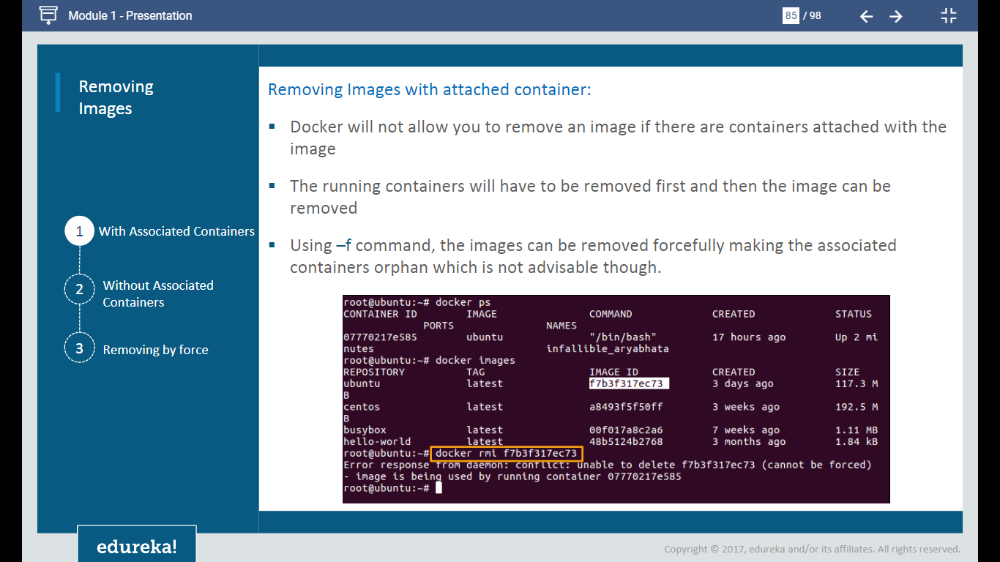 Module 1 - Presentation
85 / 98
Removing
Images
1 With Associated Containers
2 Without Associated
Containers
3 Removing by force
Removing Images with attached container:
▪ Docker will not allow you to remove an image if there are containers attached with the
image
▪ The running containers will have to be removed first and then the image can be
removed
▪ Using –f command, the images can be removed forcefully making the associated
containers orphan which is not advisable though.
root@ubuntu:~# docker ps
CONTAINER ID IMAGE COMMAND CREATED STATUS
PORTS NAMES
07770217e585 ubuntu "/bin/bash" 17 hours ago Up 2 mi
nutes infallible_aryabhata
root@ubuntu:~# docker images
REPOSITORY TAG IMAGE ID CREATED SIZE
ubuntu latest f7b3f317ec73 3 days ago 117.3 M
B
centos latest a8493f5f50ff 3 weeks ago 192.5 M
B
busybox latest 00f017a8c2a6 7 weeks ago 1.11 MB
hello-world latest 48b5124b2768 3 months ago 1.84 kB
root@ubuntu:~# docker rmi f7b3f317ec73
Error response from daemon: conflict: unable to delete f7b3f317ec73 (cannot be forced)
- image is being used by running container 07770217e585
root@ubuntu:~#
edureka!
Copyright © 2017, edureka and/or its affiliates. All rights reserved.